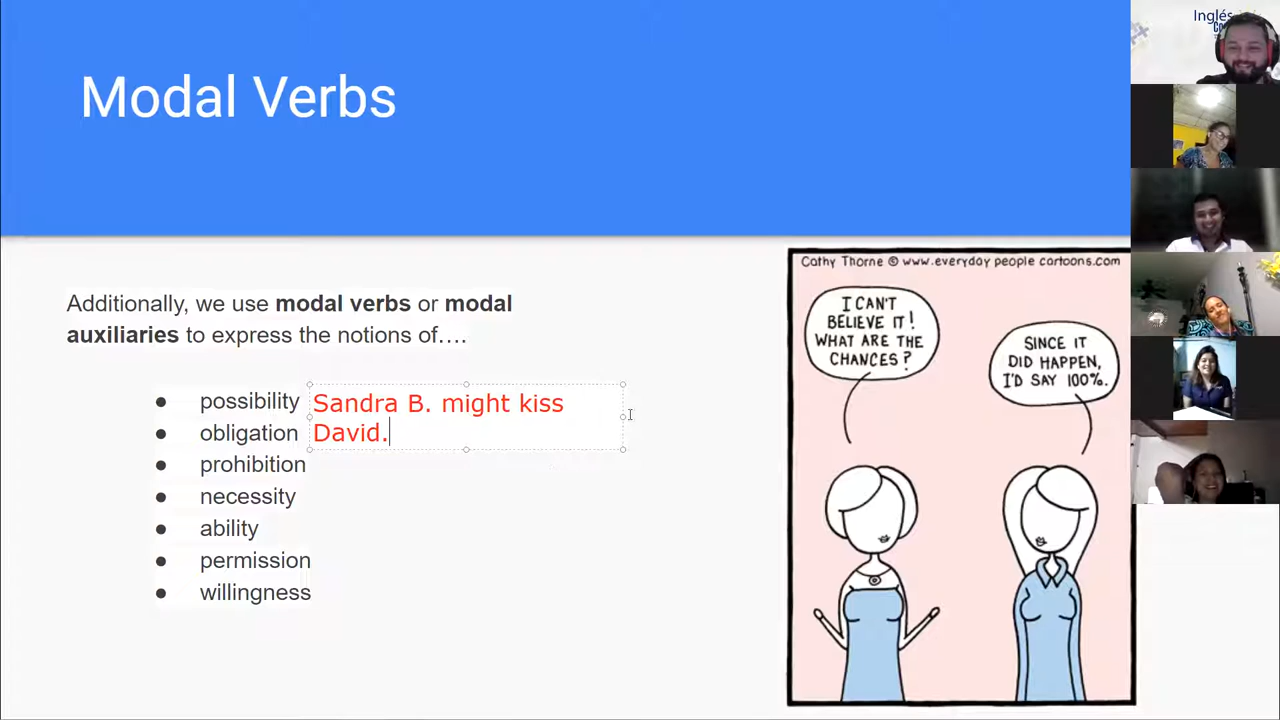 Modal Verbs
Additionally, we use modal verbs or modal
auxiliaries to express the notions of….
● possibility
● obligation
● prohibition
● necessity
● ability
● permission
● willingness
Sandra B. might kiss
David.
Cathy Thorne © www.everyday people cartoons.com
I CAN'T
BELIEVE IT!
WHAT ARE THE
CHANCES?
SINCE IT
DID HAPPEN,
I'D SAY 100%.
Inglés